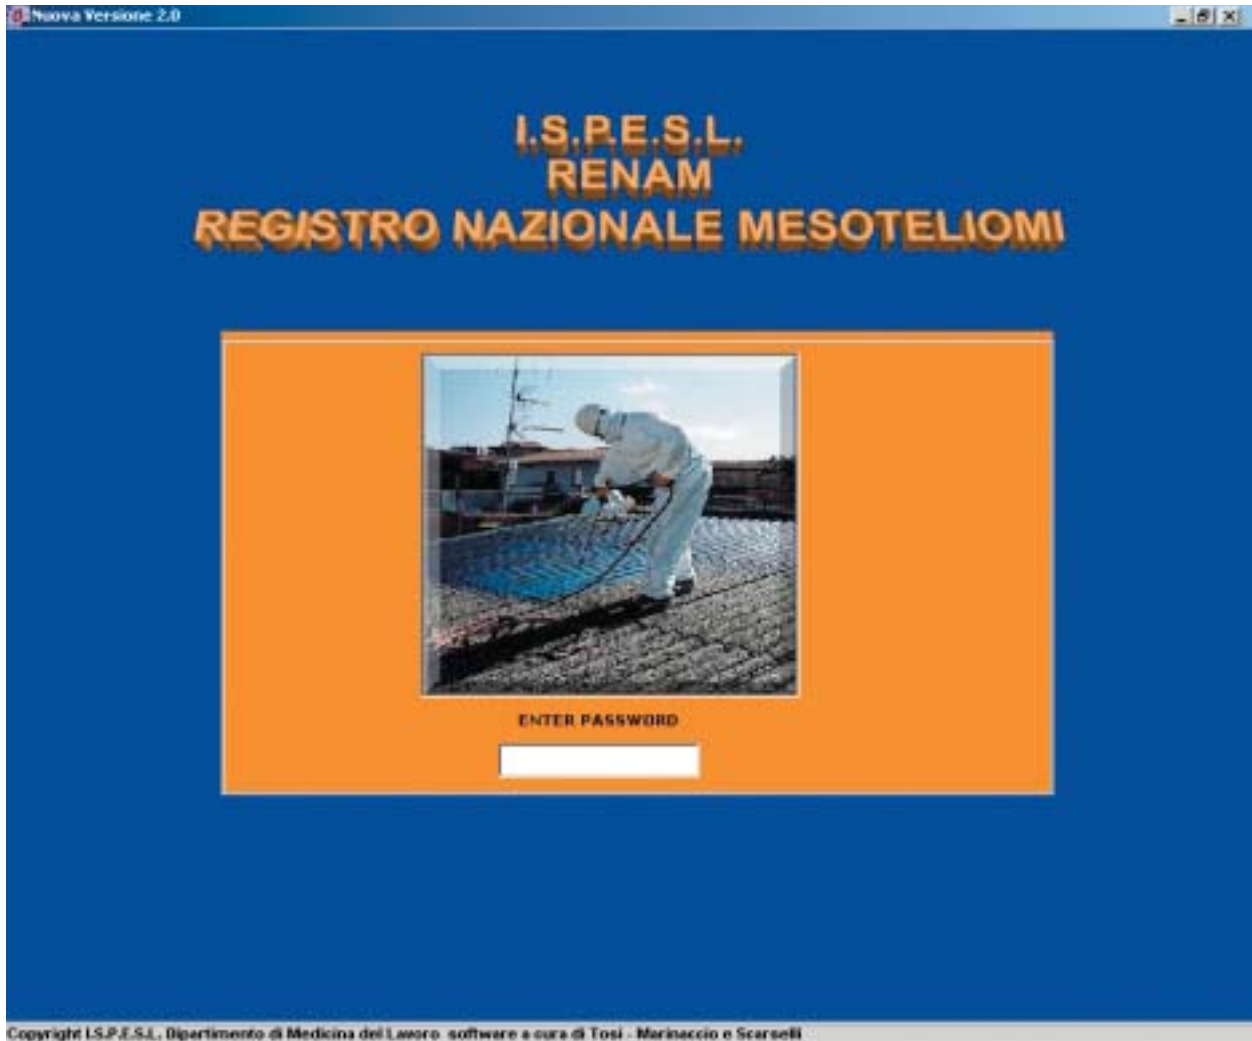 Nuova Versione 2.0
I.S.P.E.S.L.
RENAM
REGISTRO NAZIONALE MESOTELIOMI
ENTER PASSWORD
Copyright I.S.P.E.S.L. Dipartimento di Medicina del Lavoro software a cura di Tosi - Marinaccio e Scarselli